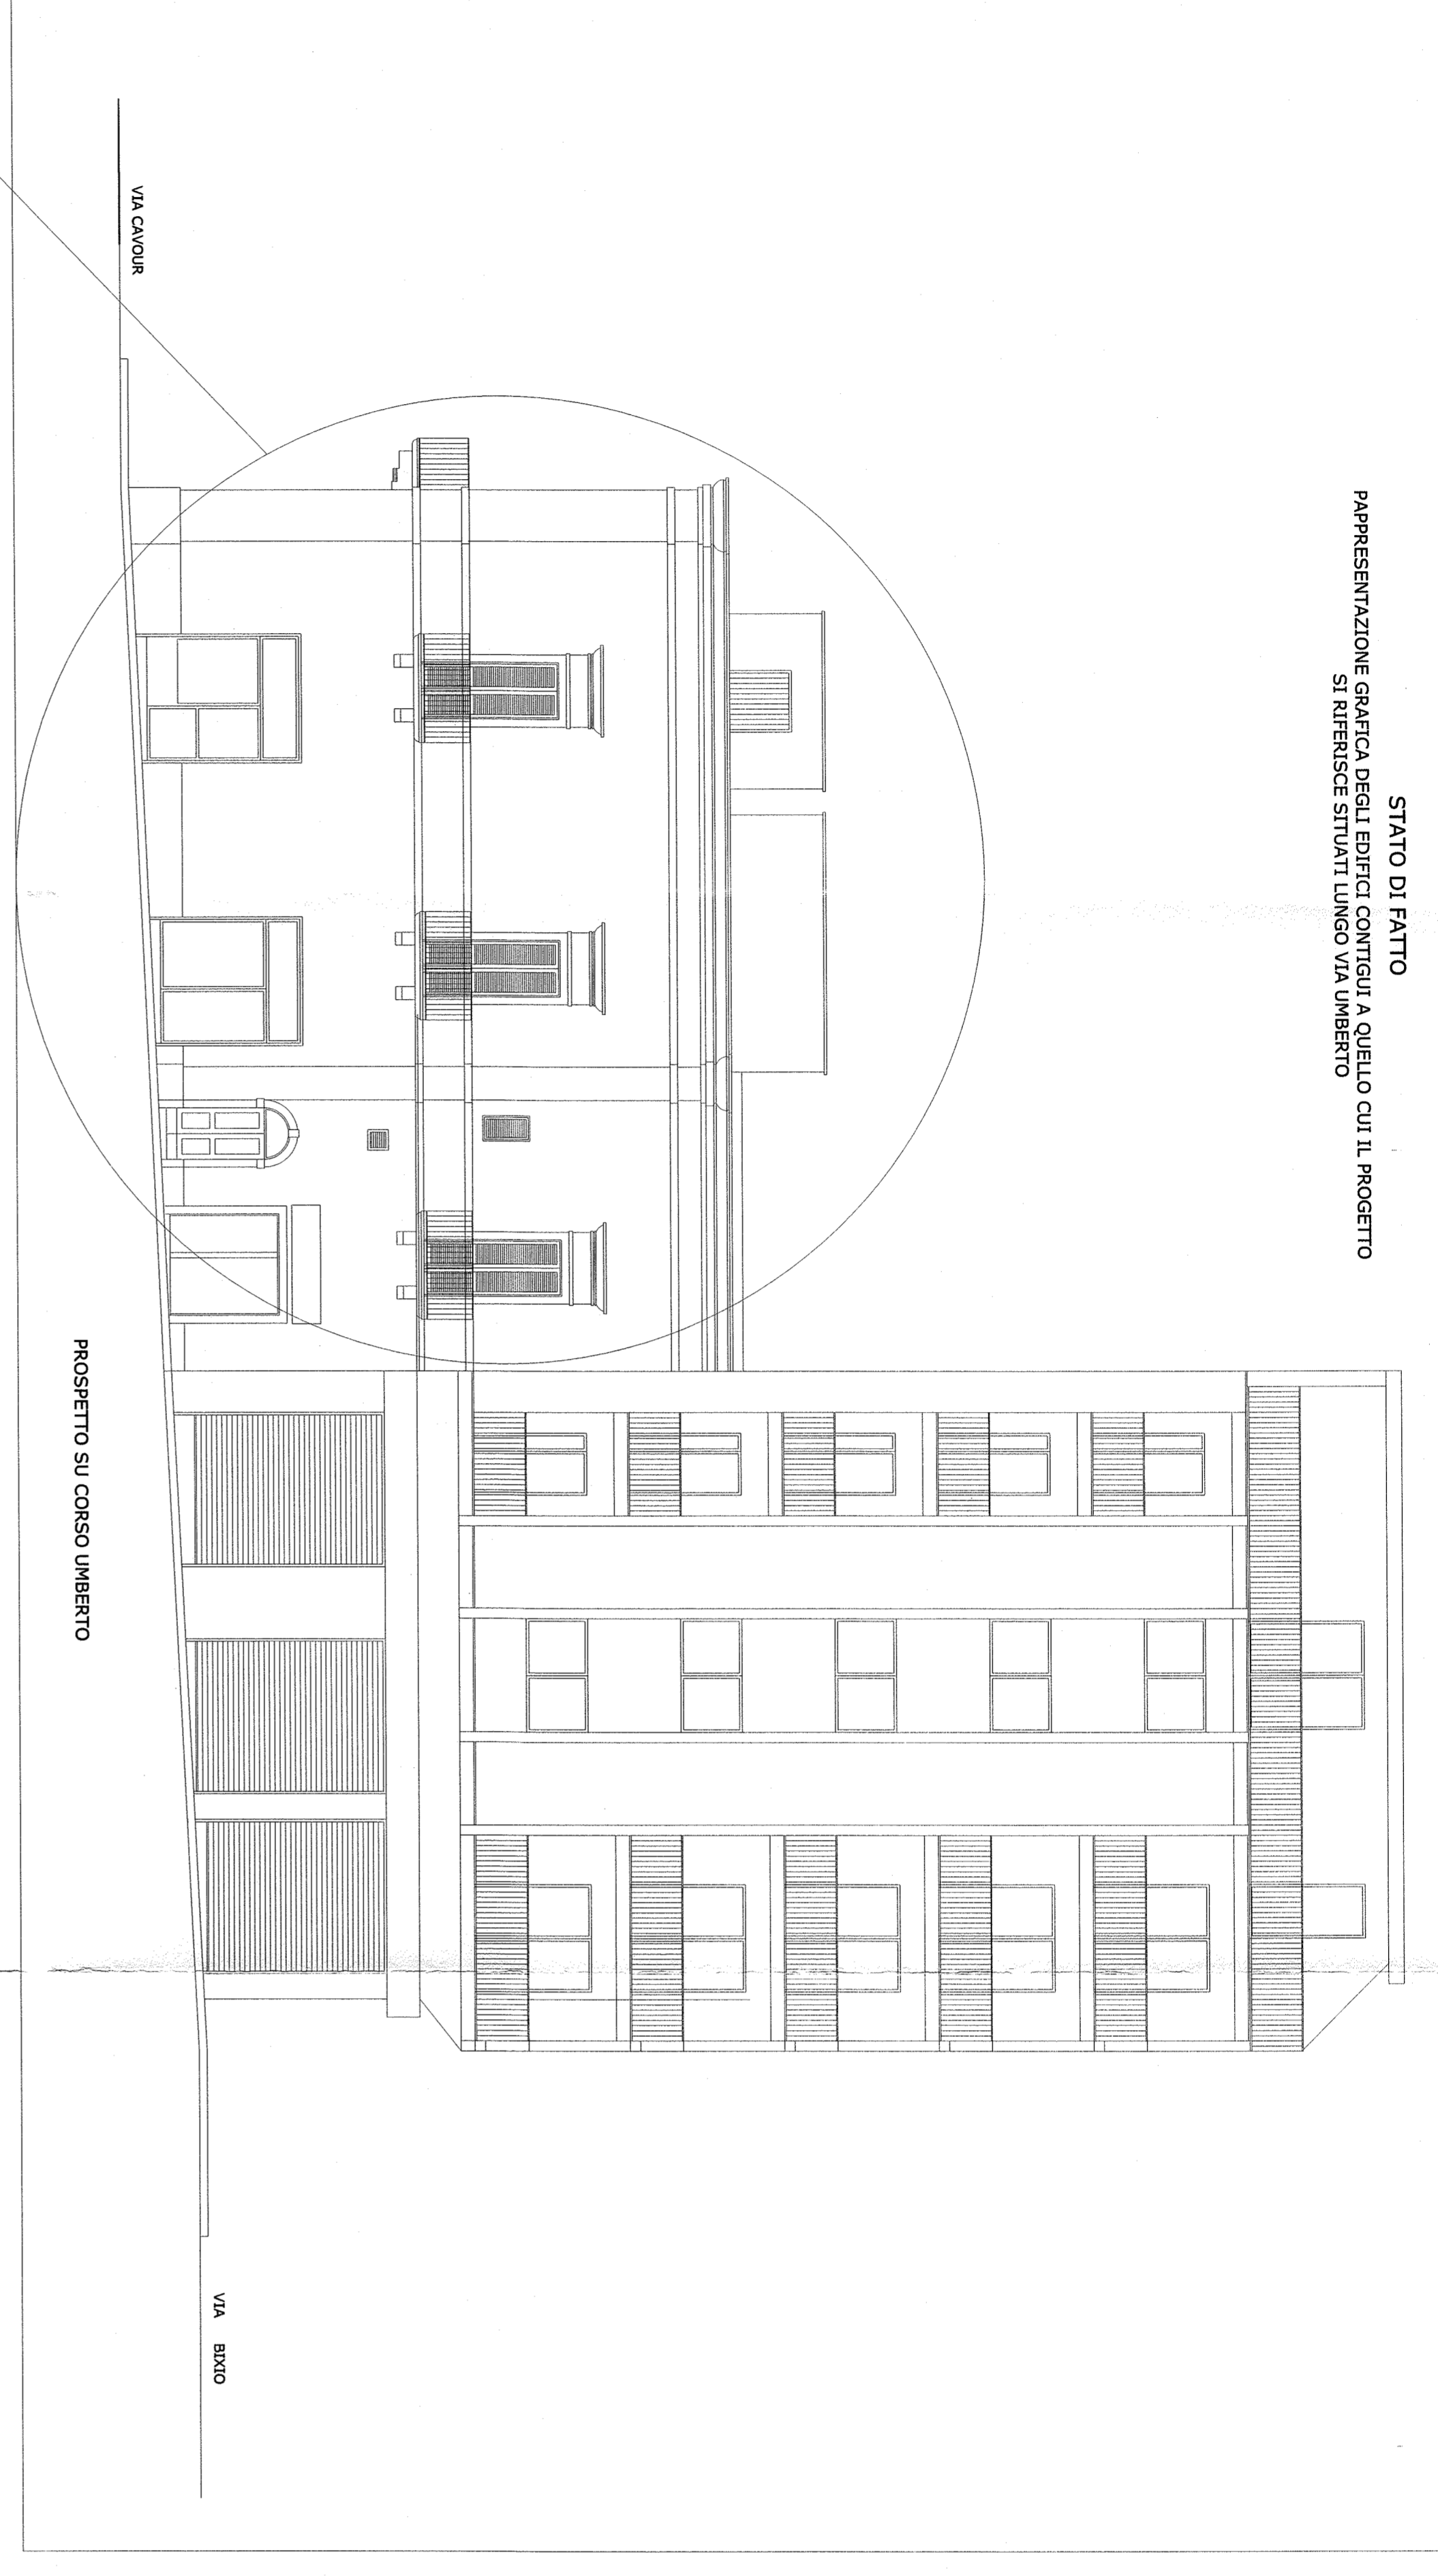 STATO DI FATTO
PAPPRESENTAZIONE GRAFICA DEGLI EDIFICI CONTIGUI A QUELLO CUI IL PROGETTO
SI RIFERISCE SITUATI LUNGO VIA UMBERTO
VIA CAVOUR
VIA BIXIO
PROSPETTO SU CORSO UMBERTO